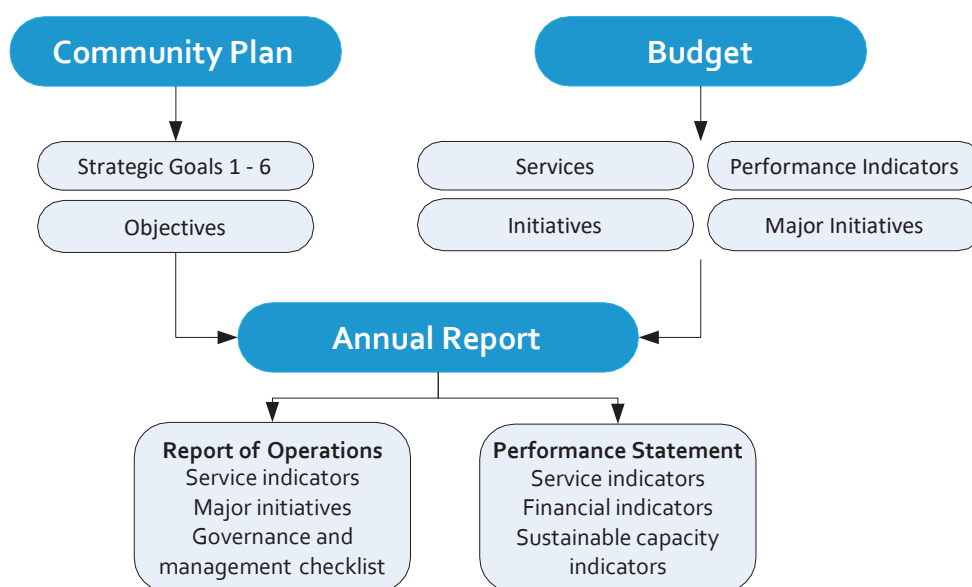 Community Plan
Budget
Strategic Goals 1 - 6
Objectives
Services
Performance Indicators
Initiatives
Major Initiatives
Annual Report
Report of Operations
Service indicators
Major initiatives
Governance and
management checklist
Performance Statement
Service indicators
Financial indicators
Sustainable capacity
indicators